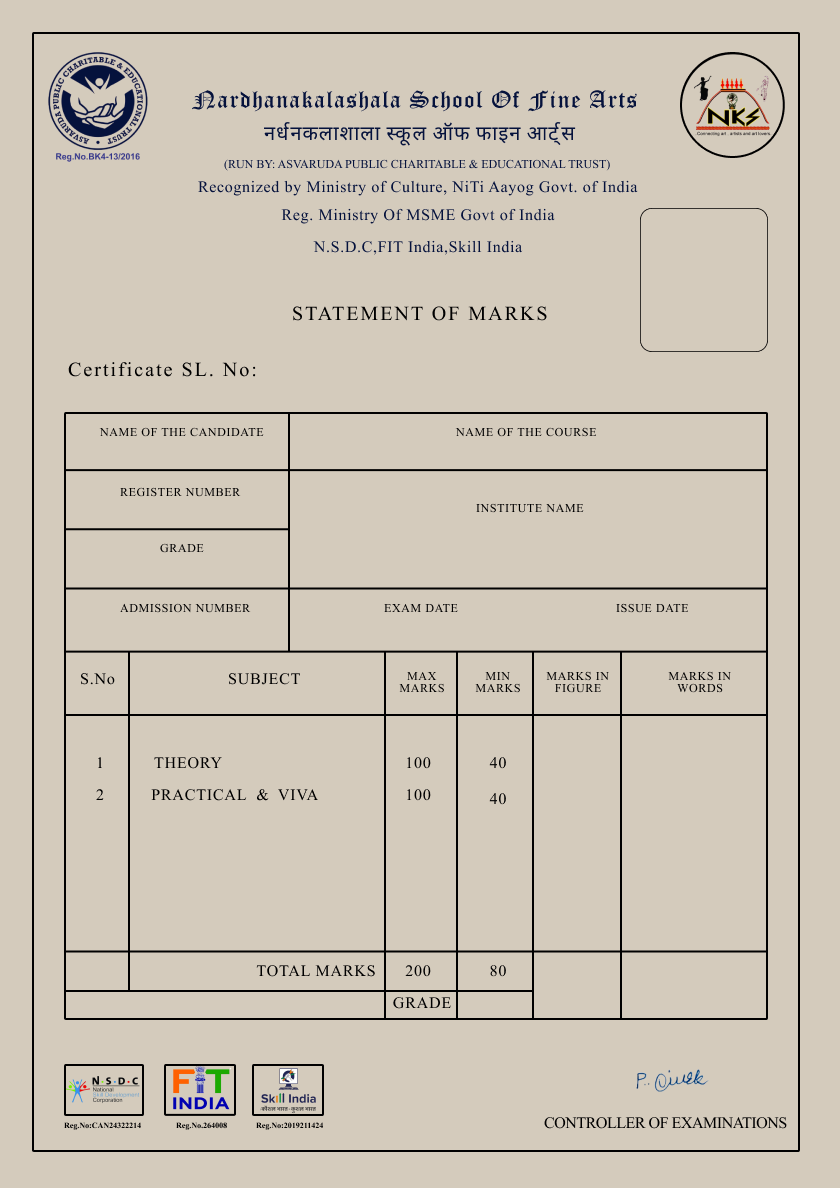 ASVARUDA PUBLIC CHARITABLE & EDUCATIONAL TRUST
Reg.No.BK4-13/2016
Nardhanakalashala School Of Fine Arts
नर्धनकलाशाला स्कूल ऑफ फाइन आर्ट्स
(RUN BY: ASVARUDA PUBLIC CHARITABLE & EDUCATIONAL TRUST)
Recognized by Ministry of Culture, NiTi Aayog Govt. of India
Reg. Ministry Of MSME Govt of India
N.S.D.C,FIT India,Skill India
NKS
Connecting art artists and art lovers
STATEMENT OF MARKS
Certificate SL. No:
NAME OF THE CANDIDATE NAME OF THE COURSE
REGISTER NUMBER
INSTITUTE NAME
GRADE
ADMISSION NUMBER EXAM DATE ISSUE DATE
S.No SUBJECT MAX MARKS MIN MARKS MARKS IN FIGURE MARKS IN WORDS
1 THEORY 100 40
2 PRACTICAL & VIVA 100 40
TOTAL MARKS 200 80
GRADE
N·S·D·C
National
Skill Development
Corporation
Reg.No:CAN24322214
FIT
INDIA
Reg.No.264008
Skill India
कौशल भारत - कुशल भारत
Reg.No:2019211424
CONTROLLER OF EXAMINATIONS